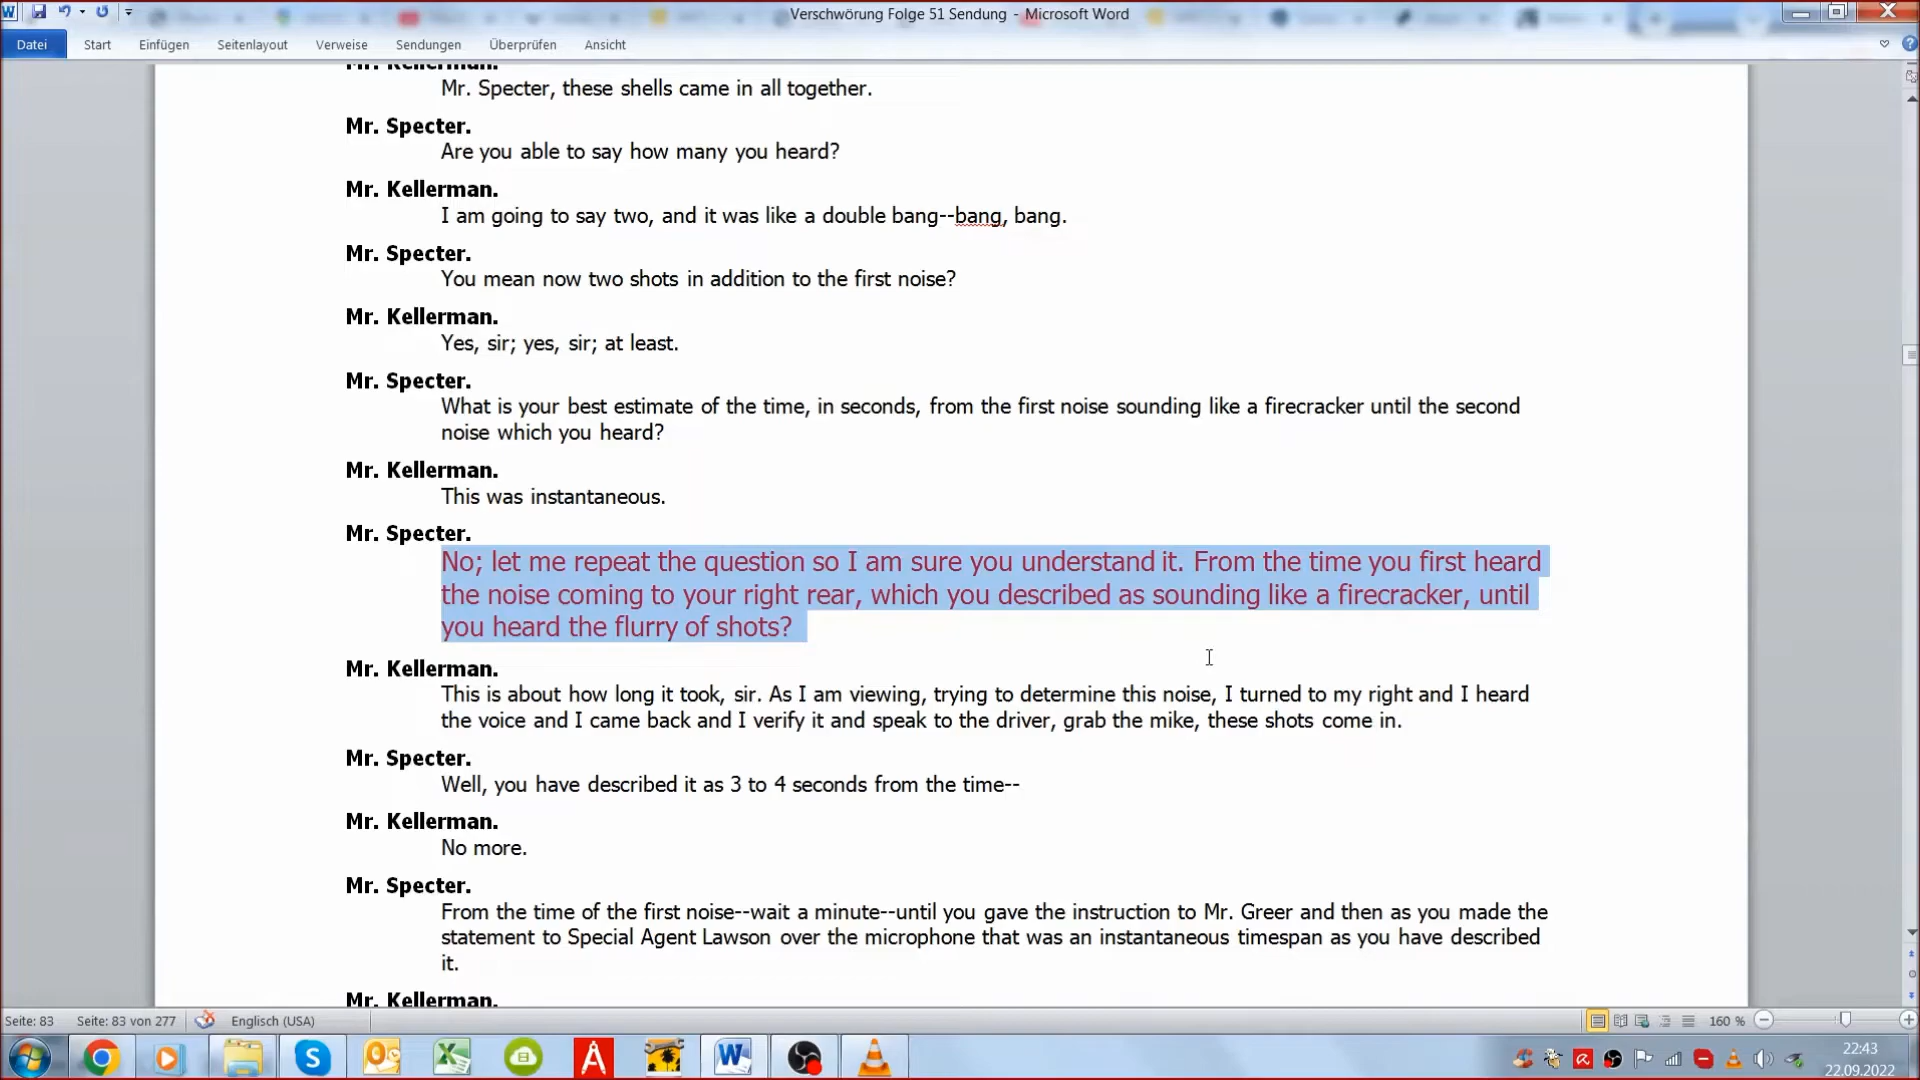 Verschwörung Folge 51 Sendung - Microsoft Word
Datei Start Einfügen Seitenlayout Verweise Sendungen Überprüfen Ansicht
Mr. Kellerman.
Mr. Specter, these shells came in all together.
Mr. Specter.
Are you able to say how many you heard?
Mr. Kellerman.
I am going to say two, and it was like a double bang--bang, bang.
Mr. Specter.
You mean now two shots in addition to the first noise?
Mr. Kellerman.
Yes, sir; yes, sir; at least.
Mr. Specter.
What is your best estimate of the time, in seconds, from the first noise sounding like a firecracker until the second
noise which you heard?
Mr. Kellerman.
This was instantaneous.
Mr. Specter.
No; let me repeat the question so I am sure you understand it. From the time you first heard
the noise coming to your right rear, which you described as sounding like a firecracker, until
you heard the flurry of shots?
Mr. Kellerman.
This is about how long it took, sir. As I am viewing, trying to determine this noise, I turned to my right and I heard
the voice and I came back and I verify it and speak to the driver, grab the mike, these shots come in.
Mr. Specter.
Well, you have described it as 3 to 4 seconds from the time--
Mr. Kellerman.
No more.
Mr. Specter.
From the time of the first noise--wait a minute--until you gave the instruction to Mr. Greer and then as you made the
statement to Special Agent Lawson over the microphone that was an instantaneous timespan as you have described
it.
Mr. Kellerman.
Seite: 83 Seite: 83 von 277 Englisch (USA) 160 %
22:43
22.09.2022